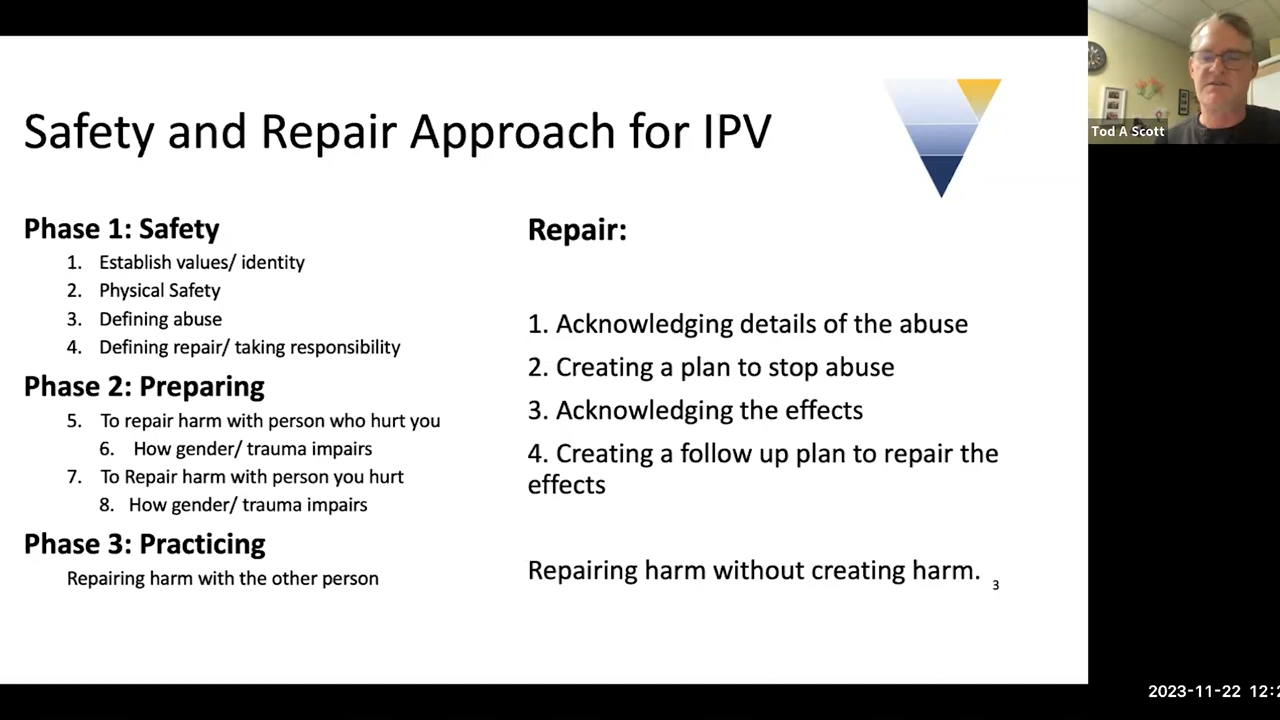 Safety and Repair Approach for IPV
Phase 1: Safety
1. Establish values/ identity
2. Physical Safety
3. Defining abuse
4. Defining repair/ taking responsibility
Phase 2: Preparing
5. To repair harm with person who hurt you
6. How gender/ trauma impairs
7. To Repair harm with person you hurt
8. How gender/ trauma impairs
Phase 3: Practicing
Repairing harm with the other person
Repair:
1. Acknowledging details of the abuse
2. Creating a plan to stop abuse
3. Acknowledging the effects
4. Creating a follow up plan to repair the
effects
Repairing harm without creating harm.
3
Tod A Scott
2023-11-22 12:2